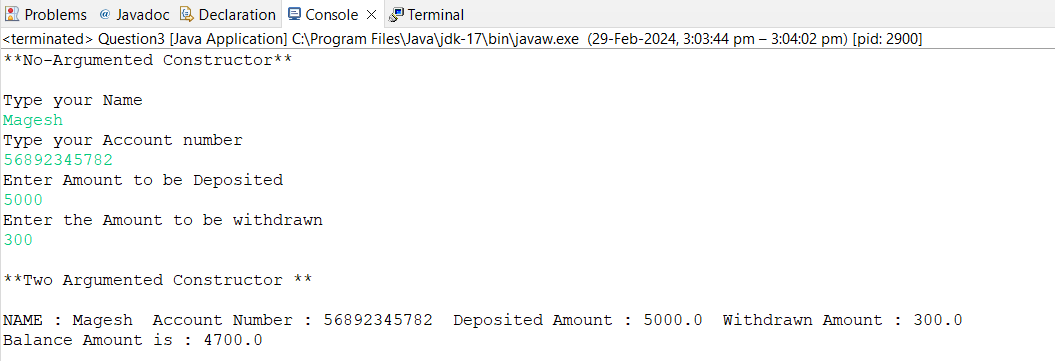 Problems @ Javadoc Declaration Console Terminal
<terminated> Question3 [Java Application] C:\Program Files\Java\jdk-17\bin\javaw.exe (29-Feb-2024, 3:03:44 pm – 3:04:02 pm) [pid: 2900]
**No-Argumented Constructor**
Type your Name
Magesh
Type your Account number
56892345782
Enter Amount to be Deposited
5000
Enter the Amount to be withdrawn
300
**Two Argumented Constructor **
NAME : Magesh  Account Number : 56892345782  Deposited Amount : 5000.0  Withdrawn Amount : 300.0
Balance Amount is : 4700.0